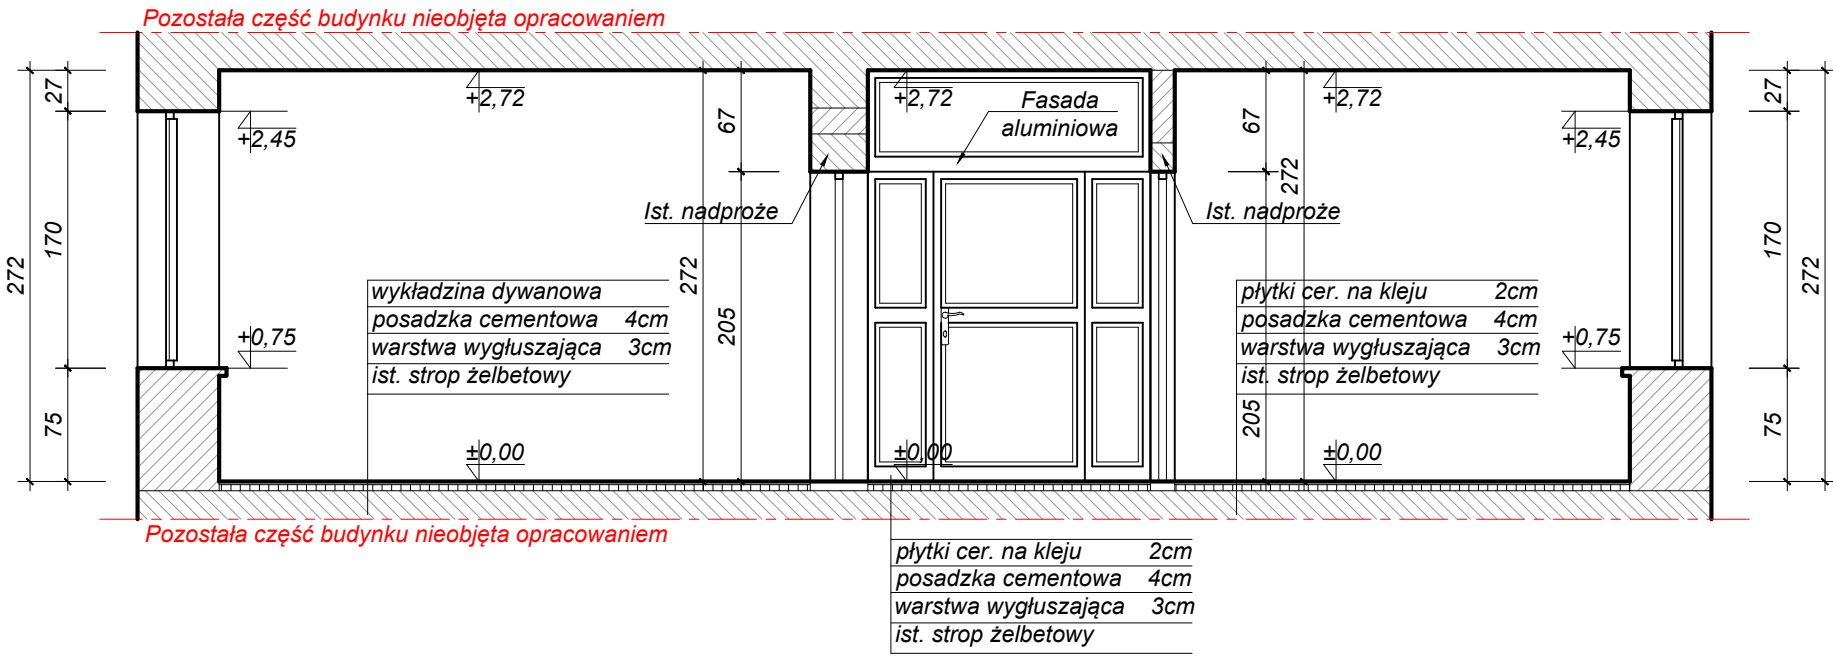 Pozostała część budynku nieobjęta opracowaniem
27
170
75
272
+2,45
+0,75
+2,72
±0,00
67
205
272
Ist. nadproże
wykładzina dywanowa
posadzka cementowa 4cm
warstwa wygłuszająca 3cm
ist. strop żelbetowy
+2,72
Fasada
aluminiowa
±0,00
Ist. nadproże
67
205
272
+2,72
±0,00
płytki cer. na kleju 2cm
posadzka cementowa 4cm
warstwa wygłuszająca 3cm
ist. strop żelbetowy
+2,45
+0,75
27
170
75
272
Pozostała część budynku nieobjęta opracowaniem
płytki cer. na kleju 2cm
posadzka cementowa 4cm
warstwa wygłuszająca 3cm
ist. strop żelbetowy